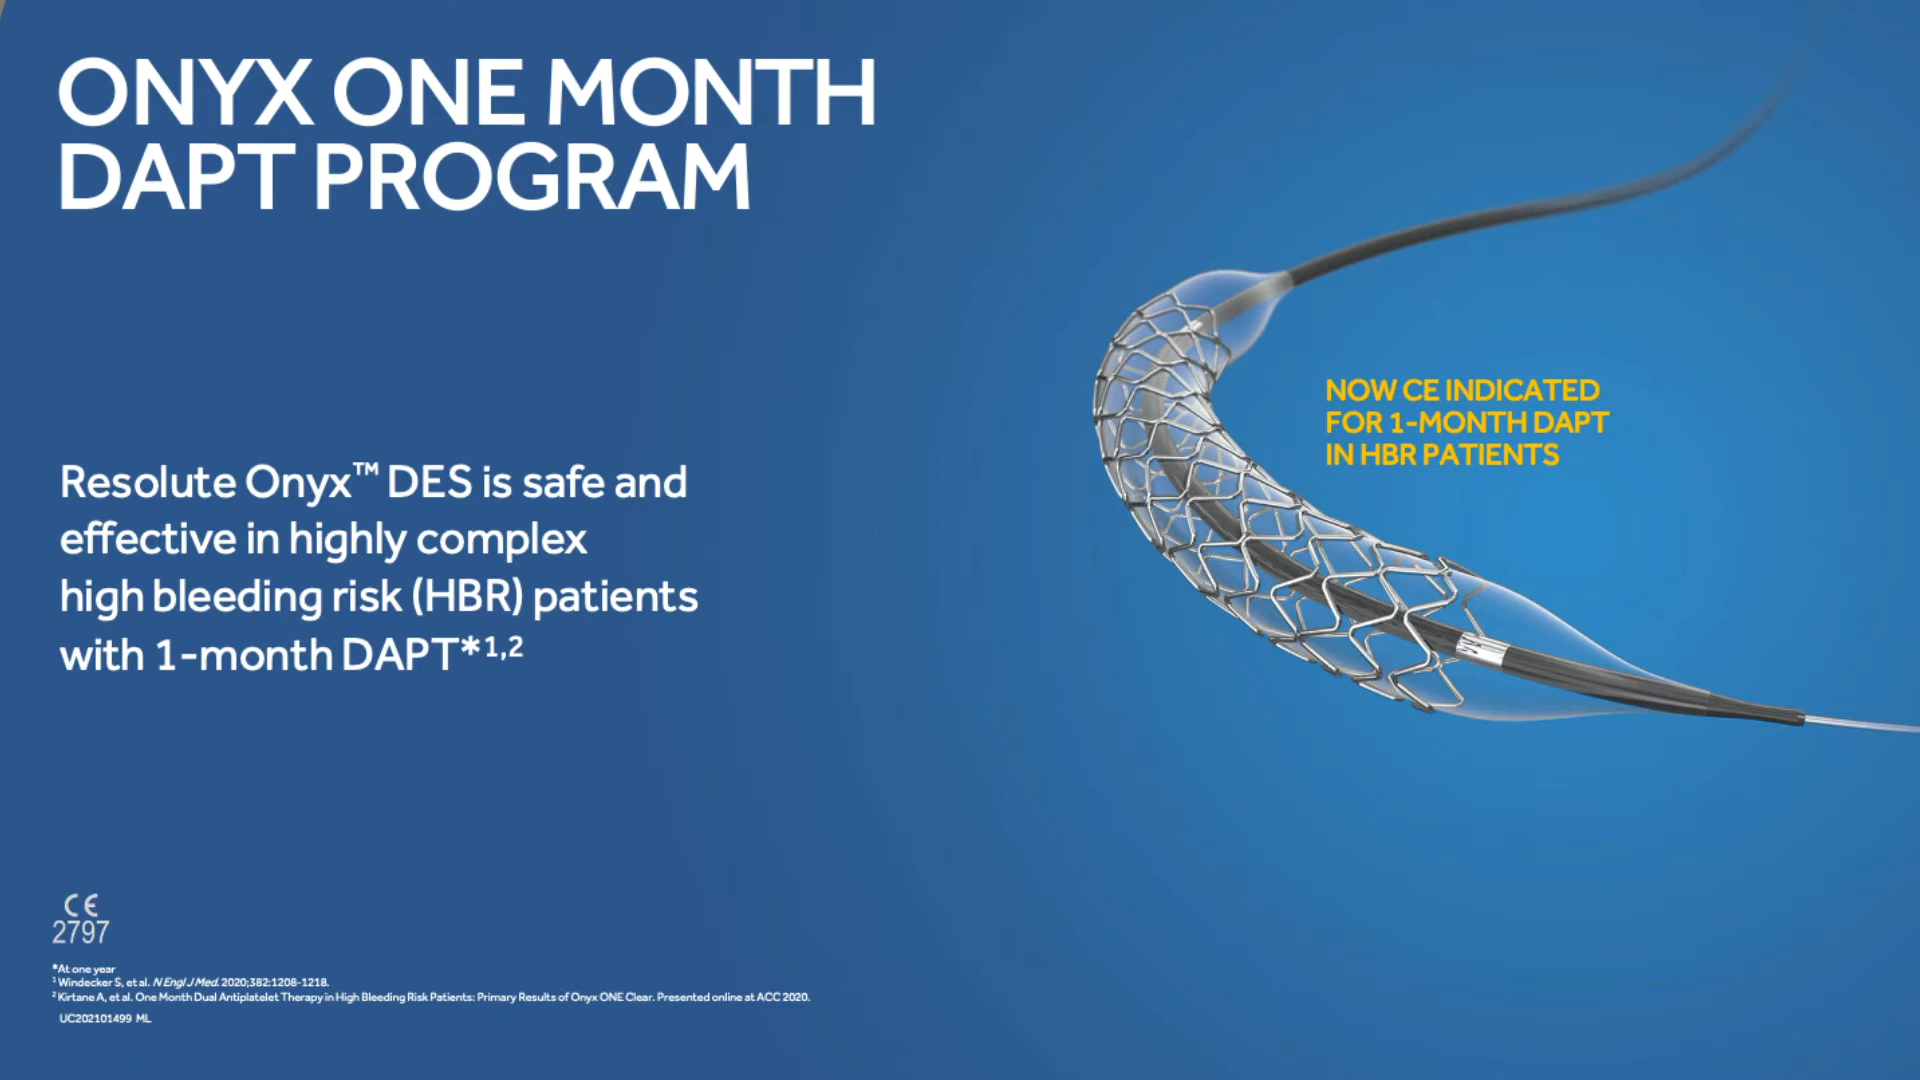 ONYX ONE MONTH
DAPT PROGRAM
NOW CE INDICATED
FOR 1-MONTH DAPT
IN HBR PATIENTS
Resolute Onyx™ DES is safe and
effective in highly complex
high bleeding risk (HBR) patients
with 1-month DAPT*1,2
CE
2797
*At one year
1 Windecker S, et al. N Engl J Med. 2020;382:1208-1218.
2 Kirtane A, et al. One Month Dual Antiplatelet Therapy in High Bleeding Risk Patients: Primary Results of Onyx ONE Clear. Presented online at ACC 2020.
UC202101499 ML